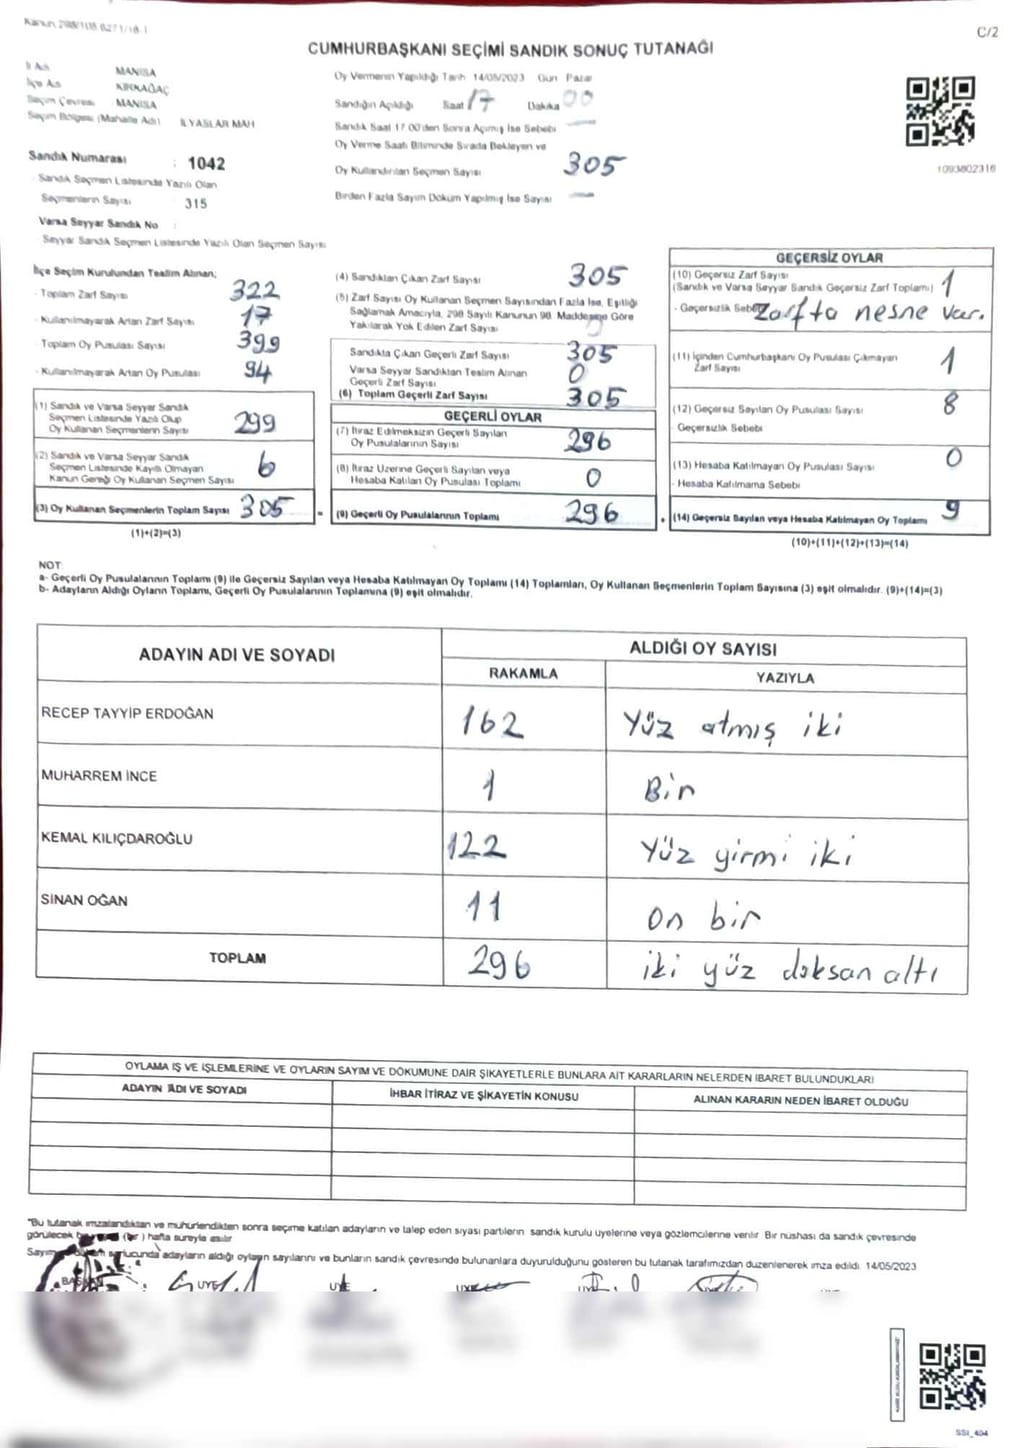 C/2
CUMHURBAŞKANI SEÇİMİ SANDIK SONUÇ TUTANAĞI
İl Adı MANİSA
İlçe Adı KIRKAĞAÇ
Seçim Çevresi MANİSA
Seçim Bölgesi (Mahalle Adı) İLYASLAR MAH
Sandık Numarası : 1042
- Sandık Seçmen Listesinde Yazılı Olan
Seçmenlerin Sayısı 315
Varsa Seyyar Sandık No :
- Seyyar Sandık Seçmen Listesinde Yazılı Olan Seçmen Sayısı
Oy Vermenin Yapıldığı Tarih 14/05/2023 Gün Pazar
Sandığın Açıldığı Saat 17 Dakika 00
Sandık Saat 17.00'den Sonra Açımış İse Sebebi —
Oy Verme Saati Bitiminde Sırada Bekleyen ve
Oy Kullandırılan Seçmen Sayısı 305
Birden Fazla Sayım Döküm Yapılmış İse Sayısı —
1093802316
İlçe Seçim Kurulundan Teslim Alınan;
- Toplam Zarf Sayısı 322
- Kullanılmayarak Artan Zarf Sayısı 17
- Toplam Oy Pusulası Sayısı 399
- Kullanılmayarak Artan Oy Pusulası 94
(1) Sandık ve Varsa Seyyar Sandık
Seçmen Listesinde Yazılı Olup
Oy Kullanan Seçmenlerin Sayısı 299
(2) Sandık ve Varsa Seyyar Sandık
Seçmen Listesinde Kayıtlı Olmayan
Kanun Gereği Oy Kullanan Seçmen Sayısı 6
(3) Oy Kullanan Seçmenlerin Toplam Sayısı 305 =
(1)+(2)=(3)
(4) Sandıktan Çıkan Zarf Sayısı 305
(5) Zarf Sayısı Oy Kullanan Seçmen Sayısından Fazla İse, Eşitliği
Sağlamak Amacıyla, 298 Sayılı Kanunun 98. Maddesine Göre
Yakılarak Yok Edilen Zarf Sayısı 0
Sandıkta Çıkan Geçerli Zarf Sayısı 305
Varsa Seyyar Sandıktan Teslim Alınan
Geçerli Zarf Sayısı 0
(6) Toplam Geçerli Zarf Sayısı 305
GEÇERLİ OYLAR
(7) İtiraz Edilmeksizin Geçerli Sayılan
Oy Pusulalarının Sayısı 296
(8) İtiraz Üzerine Geçerli Sayılan veya
Hesaba Katılan Oy Pusulası Toplamı 0
(9) Geçerli Oy Pusulalarının Toplamı 296 +
GEÇERSİZ OYLAR
(10) Geçersiz Zarf Sayısı
(Sandık ve Varsa Seyyar Sandık Geçersiz Zarf Toplamı) 1
- Geçersizlik Sebebi Zarfta nesne var.
(11) İçinden Cumhurbaşkanı Oy Pusulası Çıkmayan
Zarf Sayısı 1
(12) Geçersiz Sayılan Oy Pusulası Sayısı 8
- Geçersizlik Sebebi
(13) Hesaba Katılmayan Oy Pusulası Sayısı 0
- Hesaba Katılmama Sebebi
(14) Geçersiz Sayılan veya Hesaba Katılmayan Oy Toplamı 9
(10)+(11)+(12)+(13)=(14)
NOT:
a- Geçerli Oy Pusulalarının Toplamı (9) ile Geçersiz Sayılan veya Hesaba Katılmayan Oy Toplamı (14) Toplamları, Oy Kullanan Seçmenlerin Toplam Sayısına (3) eşit olmalıdır. (9)+(14)=(3)
b- Adayların Aldığı Oyların Toplamı, Geçerli Oy Pusulalarının Toplamına (9) eşit olmalıdır.
ADAYIN ADI VE SOYADI
ALDIĞI OY SAYISI
RAKAMLA YAZIYLA
RECEP TAYYİP ERDOĞAN 162 Yüz atmış iki
MUHARREM İNCE 1 Bir
KEMAL KILIÇDAROĞLU 122 Yüz yirmi iki
SİNAN OĞAN 11 on bir
TOPLAM 296 iki yüz doksan altı
OYLAMA İŞ VE İŞLEMLERİNE VE OYLARIN SAYIM VE DÖKÜMÜNE DAİR ŞİKAYETLERLE BUNLARA AİT KARARLARIN NELERDEN İBARET BULUNDUKLARI
ADAYIN ADI VE SOYADI İHBAR İTİRAZ VE ŞİKAYETİN KONUSU ALINAN KARARIN NEDEN İBARET OLDUĞU
"Bu tutanak imzalandıktan ve mühürlendikten sonra seçime katılan adayların ve talep eden siyasi partilerin sandık kurulu üyelerine veya gözlemcilerine verilir. Bir nüshası da sandık çevresinde
görülecek (bir) hafta süreyle asılır
Sayım sonucunda adayların aldığı oyların sayılarını ve bunların sandık çevresinde bulunanlara duyurulduğunu gösteren bu tutanak tarafımızdan düzenlenerek imza edildi. 14/05/2023
BAŞKAN ÜYE ÜYE ÜYE ÜYE